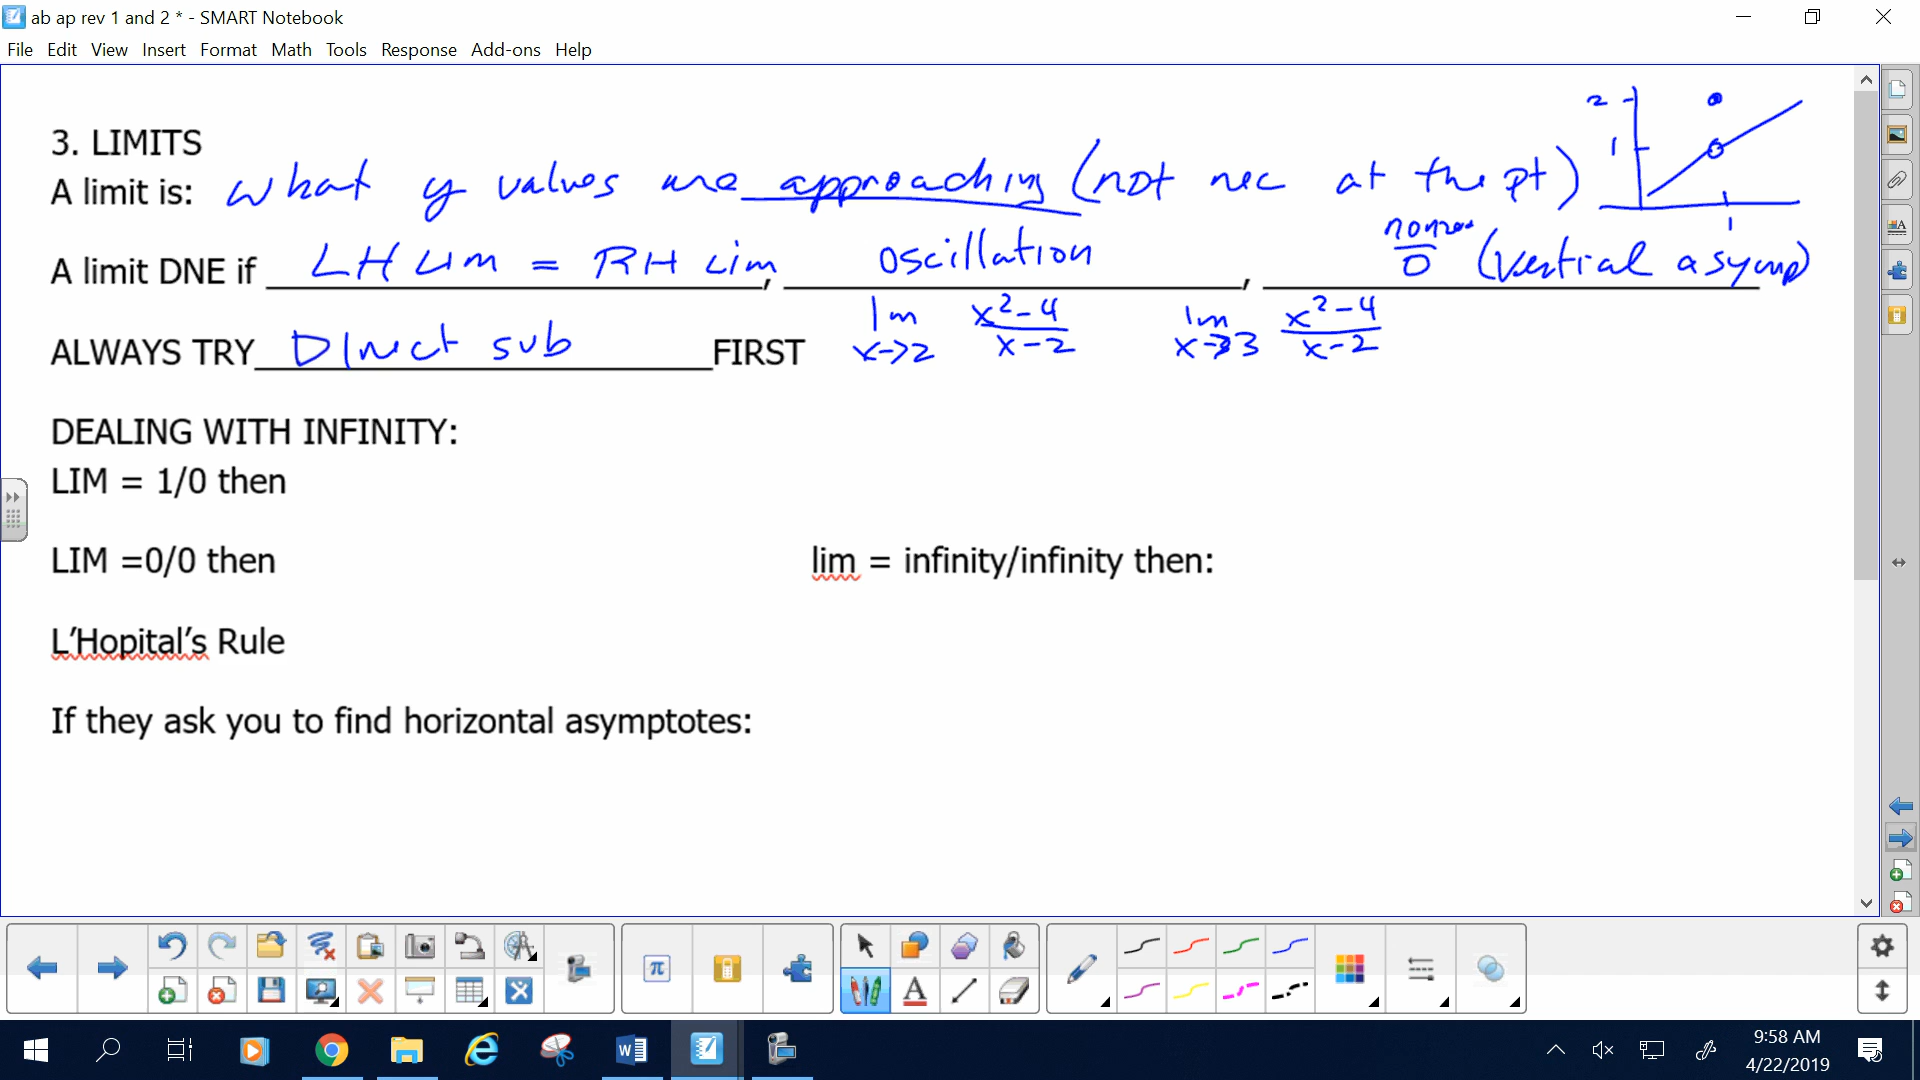 ab ap rev 1 and 2 * - SMART Notebook
File Edit View Insert Format Math Tools Response Add-ons Help
3. LIMITS
A limit is: what y values are approaching (not nec at the pt)
2
1
1
A limit DNE if LH Lim = RH Lim, oscillation, nonzero/0 (vertical asymp)
ALWAYS TRY Direct sub FIRST lim x->2 x²-4/x-2 lim x->3 x²-4/x-2
DEALING WITH INFINITY:
LIM = 1/0 then
LIM =0/0 then lim = infinity/infinity then:
L'Hopital's Rule
If they ask you to find horizontal asymptotes:
9:58 AM
4/22/2019